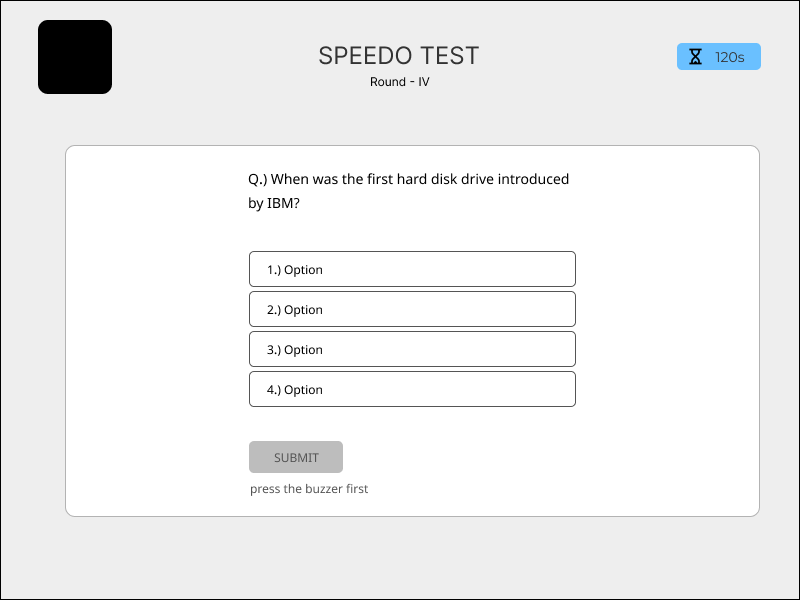 SPEEDO TEST
120s
Round - IV
Q.) When was the first hard disk drive introduced
by IBM?
1.) Option
2.) Option
3.) Option
4.) Option
SUBMIT
press the buzzer first